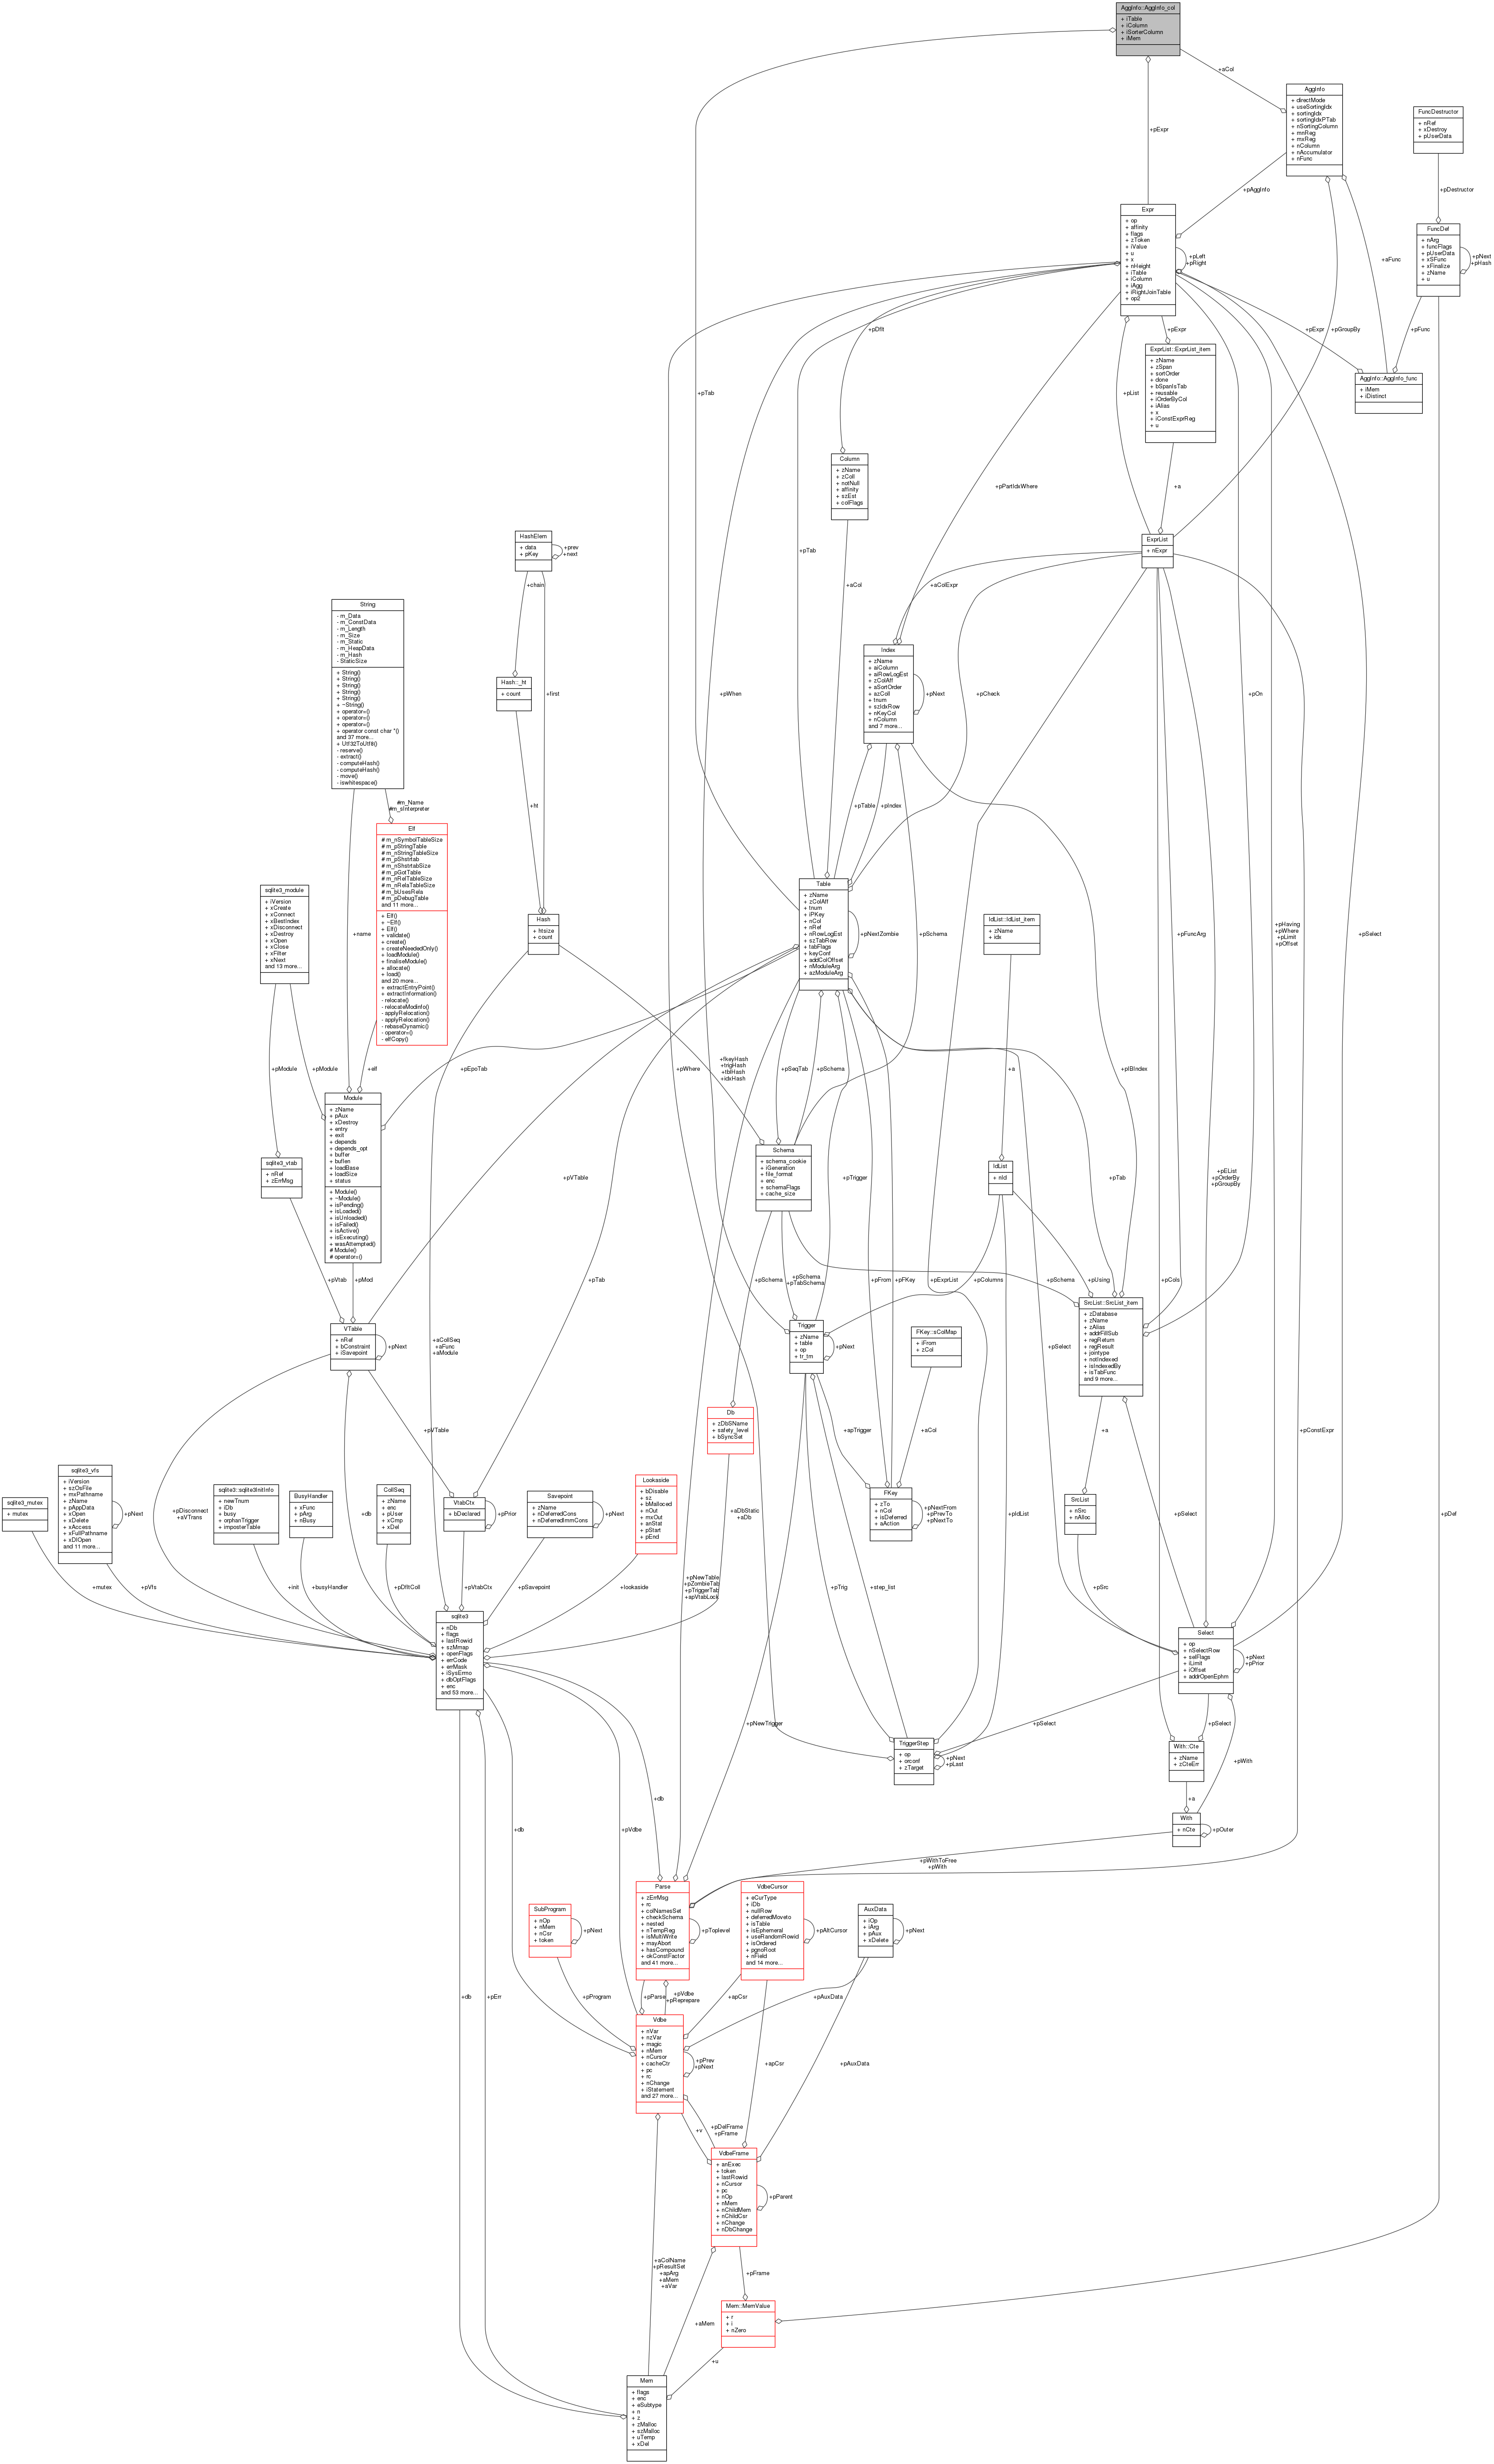 AggInfo::AggInfo_col
+ iTable
+ iColumn
+ iSorterColumn
+ iMem
+aCol
+pExpr
AggInfo
+ directMode
+ useSortingIdx
+ sortingIdx
+ sortingIdxPTab
+ nSortingColumn
+ mnReg
+ mxReg
+ nColumn
+ nAccumulator
+ nFunc
FuncDestructor
+ nRef
+ xDestroy
+ pUserData
+pAggInfo
+pDestructor
Expr
+ op
+ affinity
+ flags
+ zToken
+ iValue
+ u
+ x
+ nHeight
+ iTable
+ iColumn
+ iAgg
+ iRightJoinTable
+ op2
+pLeft
+pRight
+aFunc
FuncDef
+ nArg
+ funcFlags
+ pUserData
+ xSFunc
+ xFinalize
+ zName
+ u
+pNext
+pHash
+pDflt
+pExpr
+pExpr
+pGroupBy
+pFunc
ExprList::ExprList_item
+ zName
+ zSpan
+ sortOrder
+ done
+ bSpanIsTab
+ reusable
+ iOrderByCol
+ iAlias
+ x
+ iConstExprReg
+ u
AggInfo::AggInfo_func
+ iMem
+ iDistinct
+pTab
+pList
Column
+ zName
+ zColl
+ notNull
+ affinity
+ szEst
+ colFlags
+pPartIdxWhere
+a
HashElem
+ data
+ pKey
+prev
+next
+pTab
+aCol
ExprList
+ nExpr
+chain
+aColExpr
String
- m_Data
- m_ConstData
- m_Length
- m_Size
- m_Static
- m_HeapData
- m_Hash
- StaticSize
+ String()
+ String()
+ String()
+ String()
+ String()
+ ~String()
+ operator=()
+ operator=()
+ operator=()
+ operator const char *()
and 37 more...
+ Utf32ToUtf8()
- reserve()
- extract()
- computeHash()
- computeHash()
- move()
- iswhitespace()
Hash::_ht
+ count
+first
+pWhen
Index
+ zName
+ aiColumn
+ aiRowLogEst
+ zColAff
+ aSortOrder
+ azColl
+ tnum
+ szIdxRow
+ nKeyCol
+ nColumn
and 7 more...
+pNext
+pCheck
+pOn
+pSelect
+pHaving
+pWhere
+pLimit
+pOffset
#m_Name
#m_sInterpreter
+ht
+pTable
+pIndex
Elf
# m_nSymbolTableSize
# m_pStringTable
# m_nStringTableSize
# m_pShstrtab
# m_nShstrtabSize
# m_pGotTable
# m_nRelTableSize
# m_nRelaTableSize
# m_bUsesRela
# m_pDebugTable
and 11 more...
+ Elf()
+ ~Elf()
+ Elf()
+ validate()
+ create()
+ createNeededOnly()
+ loadModule()
+ finaliseModule()
+ allocate()
+ load()
and 20 more...
+ extractEntryPoint()
+ extractInformation()
- relocate()
- relocateModinfo()
- applyRelocation()
- applyRelocation()
- rebaseDynamic()
- operator=()
- elfCopy()
sqlite3_module
+ iVersion
+ xCreate
+ xConnect
+ xBestIndex
+ xDisconnect
+ xDestroy
+ xOpen
+ xClose
+ xFilter
+ xNext
and 13 more...
+name
Hash
+ htsize
+ count
Table
+ zName
+ zColAff
+ tnum
+ iPKey
+ nCol
+ nRef
+ nRowLogEst
+ szTabRow
+ tabFlags
+ keyConf
+ addColOffset
+ nModuleArg
+ azModuleArg
+pNextZombie
+pSchema
IdList::IdList_item
+ zName
+ idx
+pFuncArg
+pModule
+pModule
+elf
+pEpoTab
+fkeyHash
+trigHash
+tblHash
+idxHash
+pSeqTab
+pSchema
+a
+pIBIndex
Module
+ zName
+ pAux
+ xDestroy
+ entry
+ exit
+ depends
+ depends_opt
+ buffer
+ buflen
+ loadBase
+ loadSize
+ status
+ Module()
+ ~Module()
+ isPending()
+ isLoaded()
+ isUnloaded()
+ isFailed()
+ isActive()
+ isExecuting()
+ wasAttempted()
# Module()
# operator=()
sqlite3_vtab
+ nRef
+ zErrMsg
+pVTable
Schema
+ schema_cookie
+ iGeneration
+ file_format
+ enc
+ schemaFlags
+ cache_size
+pTrigger
IdList
+ nId
+pTab
+pEList
+pOrderBy
+pGroupBy
+pVtab
+pMod
+pTab
+pWhere
+pSchema
+pSchema
+pTabSchema
+pFrom
+pFKey
+pExprList
+pColumns
+pSchema
+pUsing
+pCols
SrcList::SrcList_item
+ zDatabase
+ zName
+ zAlias
+ addrFillSub
+ regReturn
+ regResult
+ jointype
+ notIndexed
+ isIndexedBy
+ isTabFunc
and 9 more...
VTable
+ nRef
+ bConstraint
+ iSavepoint
+pNext
+aCollSeq
+aFunc
+aModule
Trigger
+ zName
+ table
+ op
+ tr_tm
+pNext
FKey::sColMap
+ iFrom
+ zCol
+pSelect
+pConstExpr
+pVTable
Db
+ zDbSName
+ safety_level
+ bSyncSet
+apTrigger
+aCol
+a
sqlite3_vfs
+ iVersion
+ szOsFile
+ mxPathname
+ zName
+ pAppData
+ xOpen
+ xDelete
+ xAccess
+ xFullPathname
+ xDlOpen
and 11 more...
+pNext
sqlite3_mutex
+ mutex
sqlite3::sqlite3InitInfo
+ newTnum
+ iDb
+ busy
+ orphanTrigger
+ imposterTable
BusyHandler
+ xFunc
+ pArg
+ nBusy
+pDisconnect
+aVTrans
+db
CollSeq
+ zName
+ enc
+ pUser
+ xCmp
+ xDel
VtabCtx
+ bDeclared
+pPrior
Savepoint
+ zName
+ nDeferredCons
+ nDeferredImmCons
+pNext
Lookaside
+ bDisable
+ sz
+ bMalloced
+ nOut
+ mxOut
+ anStat
+ pStart
+ pEnd
+aDbStatic
+aDb
FKey
+ zTo
+ nCol
+ isDeferred
+ aAction
+pNextFrom
+pPrevTo
+pNextTo
+pIdList
SrcList
+ nSrc
+ nAlloc
+pSelect
+pDef
+mutex
+pVfs
+init
+busyHandler
+pDfltColl
+pVtabCtx
+pSavepoint
+lookaside
+pNewTable
+pZombieTab
+pTriggerTab
+apVtabLock
+pTrig
+step_list
+pSrc
sqlite3
+ nDb
+ flags
+ lastRowid
+ szMmap
+ openFlags
+ errCode
+ errMask
+ iSysErrno
+ dbOptFlags
+ enc
and 53 more...
Select
+ op
+ nSelectRow
+ selFlags
+ iLimit
+ iOffset
+ addrOpenEphm
+pNext
+pPrior
+pNewTrigger
+pSelect
+pSelect
TriggerStep
+ op
+ orconf
+ zTarget
+pNext
+pLast
With::Cte
+ zName
+ zCteErr
+pWith
+db
+a
+db
+pVdbe
With
+ nCte
+pOuter
+pWithToFree
+pWith
Parse
+ zErrMsg
+ rc
+ colNamesSet
+ checkSchema
+ nested
+ nTempReg
+ isMultiWrite
+ mayAbort
+ hasCompound
+ okConstFactor
and 41 more...
+pToplevel
VdbeCursor
+ eCurType
+ iDb
+ nullRow
+ deferredMoveto
+ isTable
+ isEphemeral
+ useRandomRowid
+ isOrdered
+ pgnoRoot
+ nField
and 14 more...
+pAltCursor
SubProgram
+ nOp
+ nMem
+ nCsr
+ token
+pNext
AuxData
+ iOp
+ iArg
+ pAux
+ xDelete
+pNext
+db
+pErr
+pProgram
+pParse
+pVdbe
+pReprepare
+apCsr
+pAuxData
Vdbe
+ nVar
+ nzVar
+ magic
+ nMem
+ nCursor
+ cacheCtr
+ pc
+ rc
+ nChange
+ iStatement
and 27 more...
+pPrev
+pNext
+apCsr
+pAuxData
+pDelFrame
+pFrame
+v
VdbeFrame
+ anExec
+ token
+ lastRowid
+ nCursor
+ pc
+ nOp
+ nMem
+ nChildMem
+ nChildCsr
+ nChange
+ nDbChange
+pParent
+aColName
+pResultSet
+apArg
+aMem
+aVar
+pFrame
Mem::MemValue
+ r
+ i
+ nZero
+aMem
+u
Mem
+ flags
+ enc
+ eSubtype
+ n
+ z
+ zMalloc
+ szMalloc
+ uTemp
+ xDel